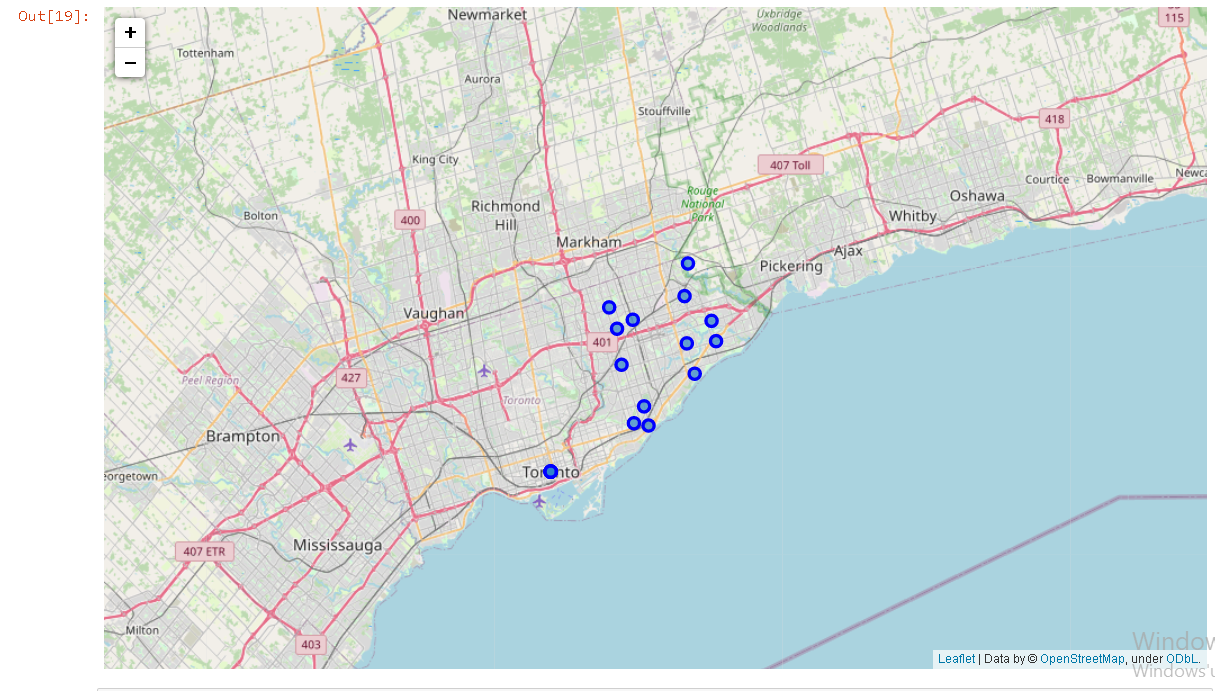 Out[19]:
Newmarket
Uxbridge
Woodlands
115
+
Tottenham
−
Aurora
Stouffville
418
King City
407 Toll
Courtice
Bowmanville
Newca
Rouge
National
Park
Oshawa
Richmond
Hill
Bolton
400
Whitby
Markham
Ajax
Pickering
Vaughan
401
427
Peel Region
Toronto
Brampton
Toronto
eorgetown
Mississauga
407 ETR
Milton
403
Window
Leaflet | Data by © OpenStreetMap, under ODbL.
Windows'u